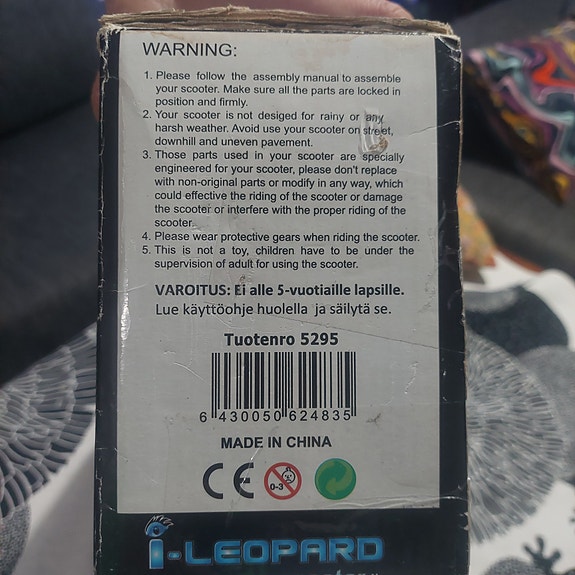 WARNING:
1. Please follow the assembly manual to assemble
your scooter. Make sure all the parts are locked in
position and firmly.
2. Your scooter is not desiged for rainy or any
harsh weather. Avoid use your scooter on street,
downhill and uneven pavement.
3. Those parts used in your scooter are specially
engineered for your scooter, please don't replace
with non-original parts or modify in any way, which
could effective the riding of the scooter or damage
the scooter or interfere with the proper riding of the
scooter.
4. Please wear protective gears when riding the scooter.
5. This is not a toy, children have to be under the
supervision of adult for using the scooter.
VAROITUS: Ei alle 5-vuotiaille lapsille.
Lue käyttöohje huolella ja säilytä se.
Tuotenro 5295
6 430050 624835
MADE IN CHINA
CE 0-3
i-LEOPARD